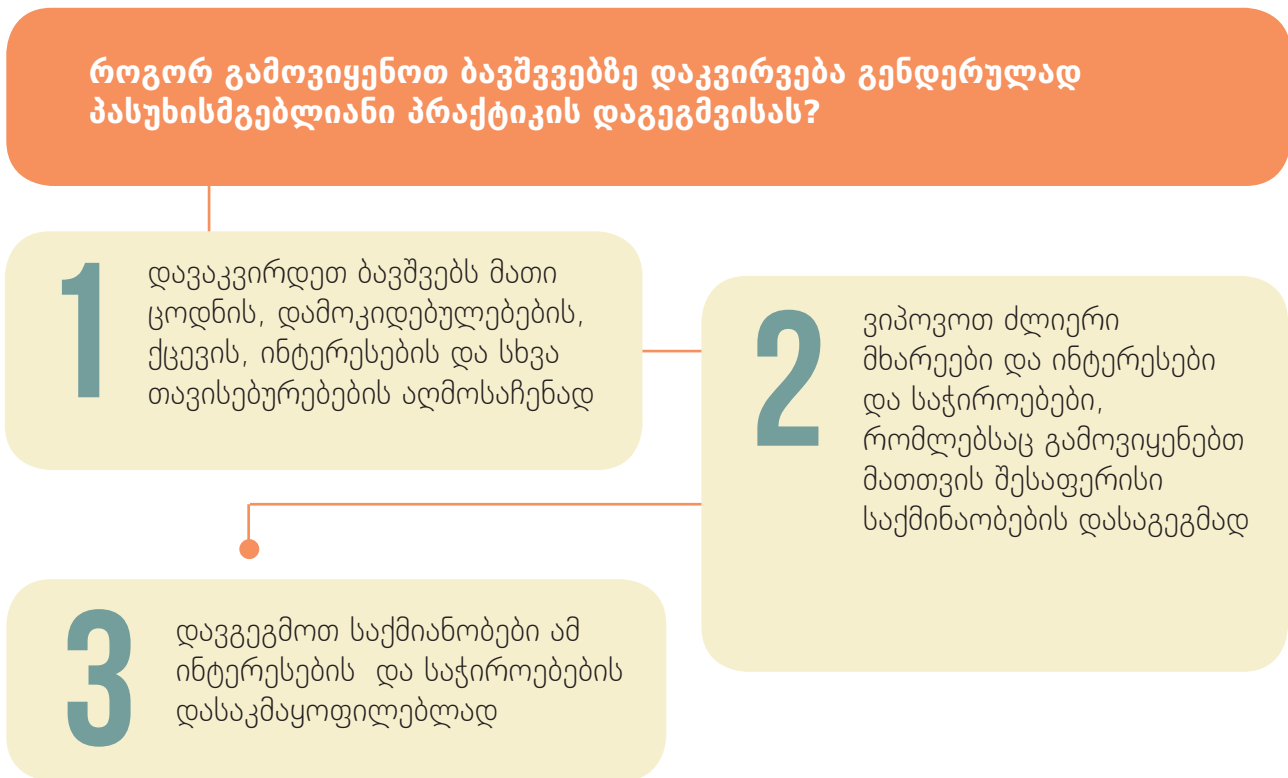 როგორ გამოვიყენოთ ბავშვვებზე დაკვირვება გენდერულად
პასუხისმგებლიანი პრაქტიკის დაგეგმვისას?
1
დავაკვირდეთ ბავშვებს მათი
ცოდნის, დამოკიდებულებების,
ქცევის, ინტერესების და სხვა
თავისებურებების აღმოსაჩენად
2
ვიპოვოთ ძლიერი
მხარეები და ინტერესები
და საჭიროებები,
რომლებსაც გამოვიყენებთ
მათთვის შესაფერისი
საქმინაობების დასაგეგმად
3
დავგეგმოთ საქმიანობები ამ
ინტერესების და საჭიროებების
დასაკმაყოფილებლად